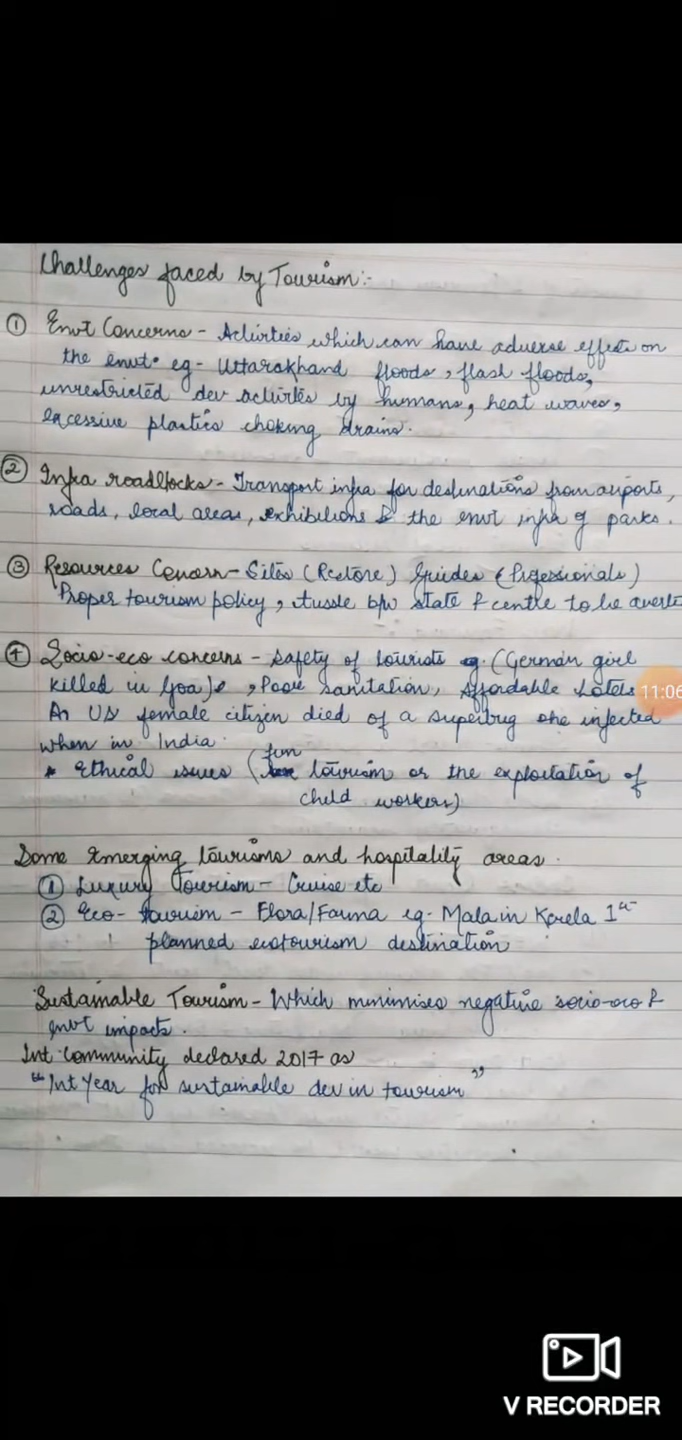 Challenges faced by Tourism:-
① Envt Concerns - Activities which can have adverse effects on
the envt. eg- Uttarakhand floods, flash floods,
unrestricted dev activities by humans, heat waves,
excessive plastics choking drains.
② Infra roadblocks - Transport infra for destinations from airports,
roads, local areas, exhibitions & the envt infra of parks.
③ Resources Concern - Sites (Restore) Guides (Professionals)
Proper tourism policy, tussle b/w state & centre to be averte
④ Socio-eco concerns - safety of tourists eg. (German girl
killed in Goa), Poor sanitation, Affordable hotels
11:06
An US female citizen died of a superbug she infected
when in India.
fun
* Ethical issues ( tourism or the exploitation of
child workers)
Some Emerging tourisms and hospitality areas.
① Luxury Tourism - Cruise etc
② Eco-tourism - Flora/Fauna eg- Mala in Kerela 1st
planned ecotourism destination
Sustainable Tourism - Which minimises negative socio-eco &
envt impacts.
Int community declared 2017 as
"Int Year for sustainable dev in tourism"
V RECORDER